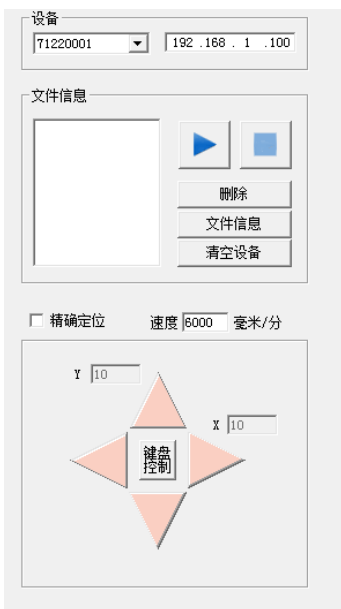 设备
71220001 192 .168 . 1 .100
文件信息
删除
文件信息
清空设备
精确定位 速度 6000 毫米/分
Y 10
X 10
鍵盘
控制